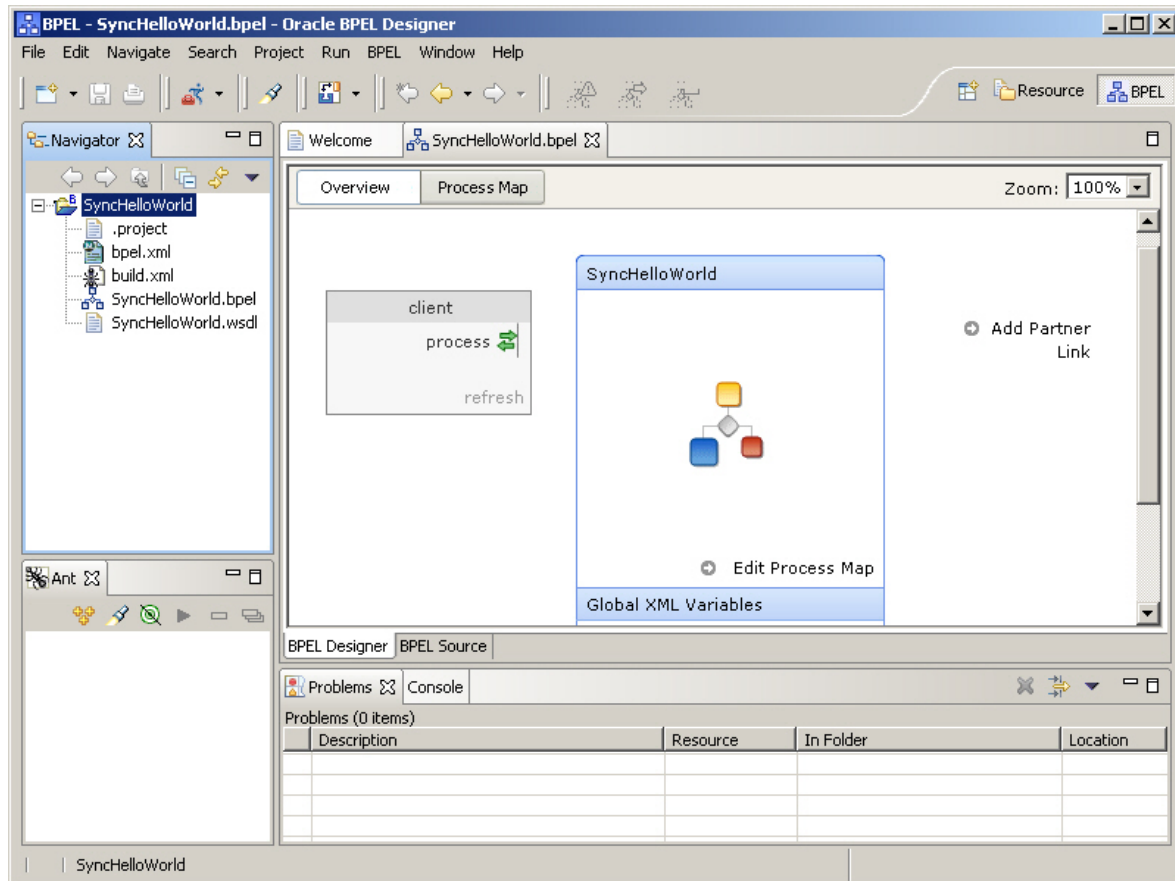 BPEL - SyncHelloWorld.bpel - Oracle BPEL Designer
File Edit Navigate Search Project Run BPEL Window Help
Resource BPEL
Navigator
SyncHelloWorld
.project
bpel.xml
build.xml
SyncHelloWorld.bpel
SyncHelloWorld.wsdl
Welcome SyncHelloWorld.bpel
Overview Process Map Zoom: 100%
client
process
refresh
SyncHelloWorld
Edit Process Map
Global XML Variables
Add Partner
Link
BPEL Designer BPEL Source
Ant
Problems Console
Problems (0 items)
Description Resource In Folder Location
SyncHelloWorld